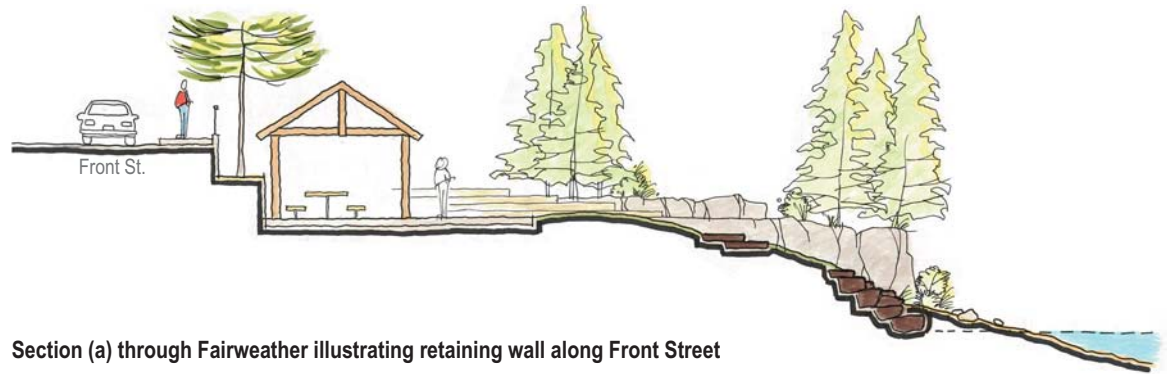 Front St.
Section (a) through Fairweather illustrating retaining wall along Front Street